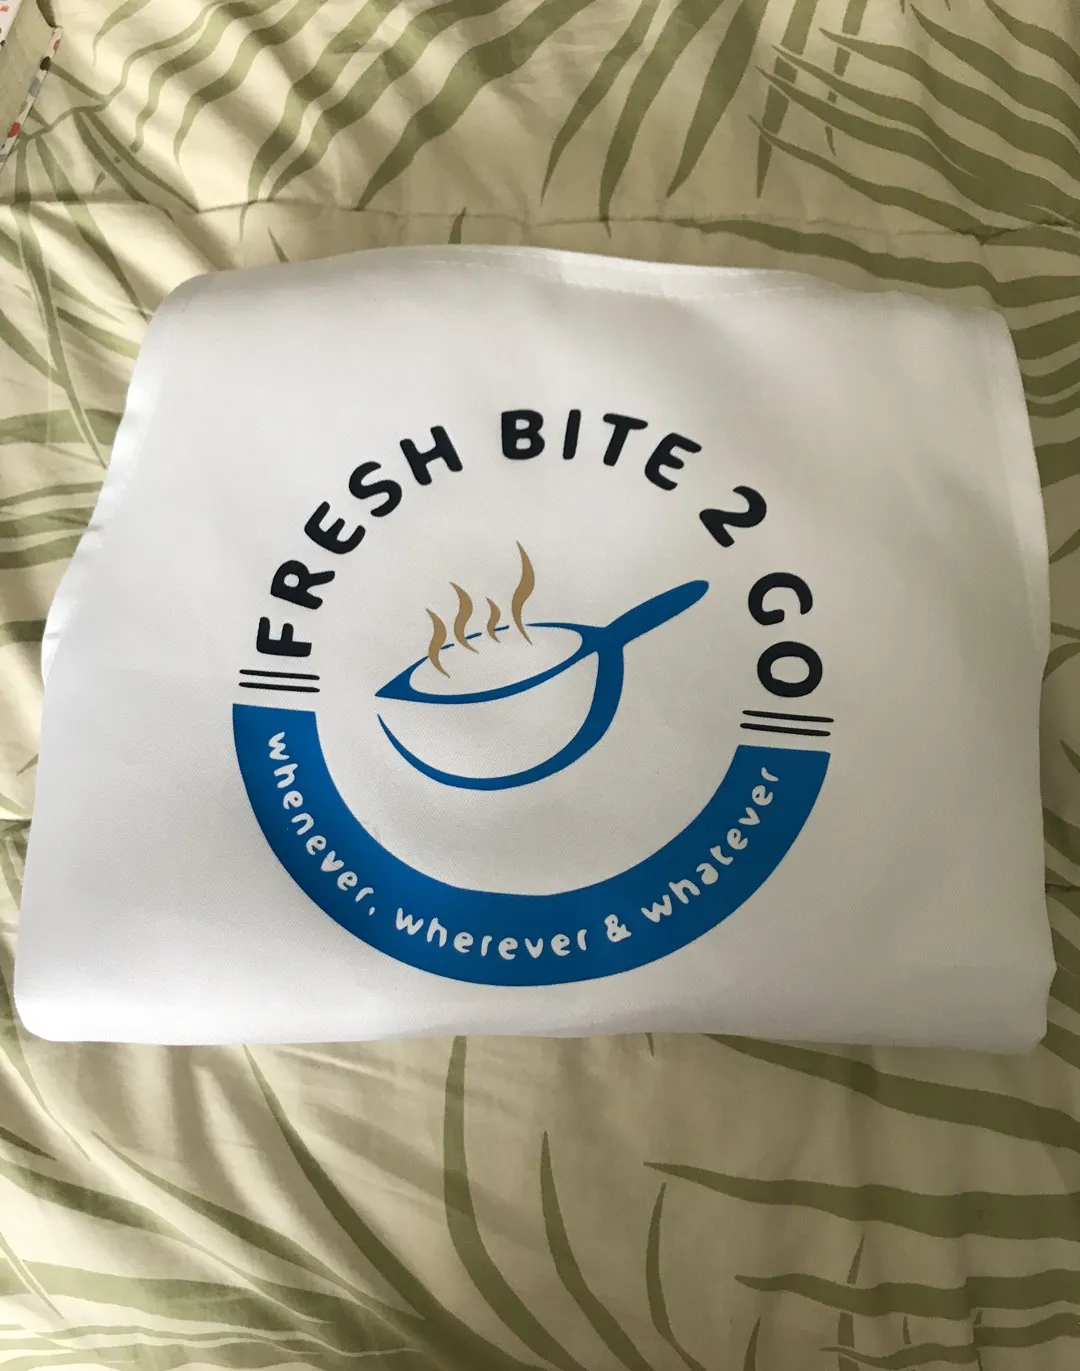 FRESH BITE 2 GO
whenever, wherever & whatever